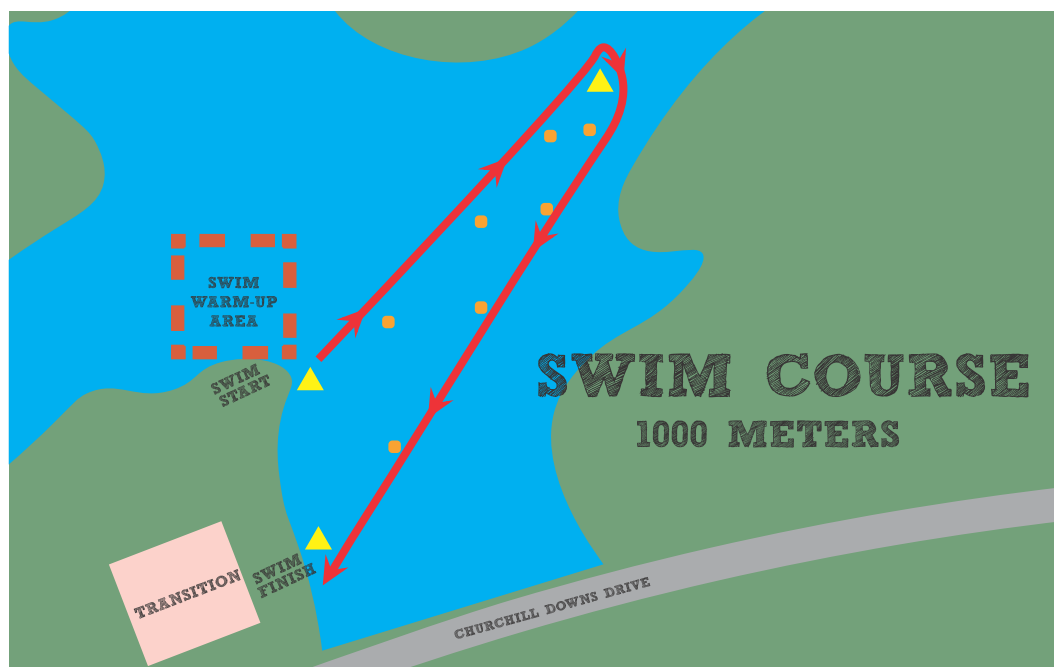 SWIM
WARM-UP
AREA
SWIM
START
SWIM COURSE
1000 METERS
TRANSITION
SWIM
FINISH
CHURCHILL DOWNS DRIVE